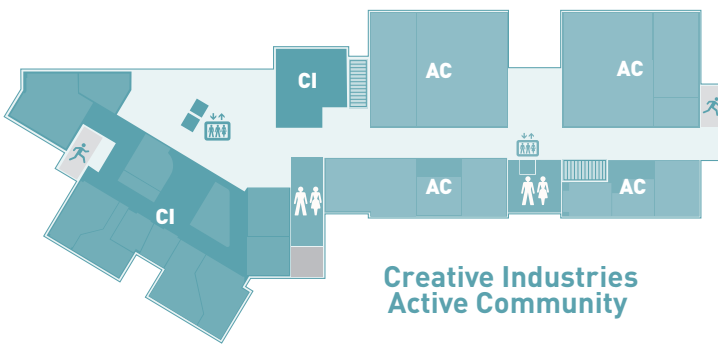 CI
AC
AC
CI
AC
AC
Creative Industries
Active Community